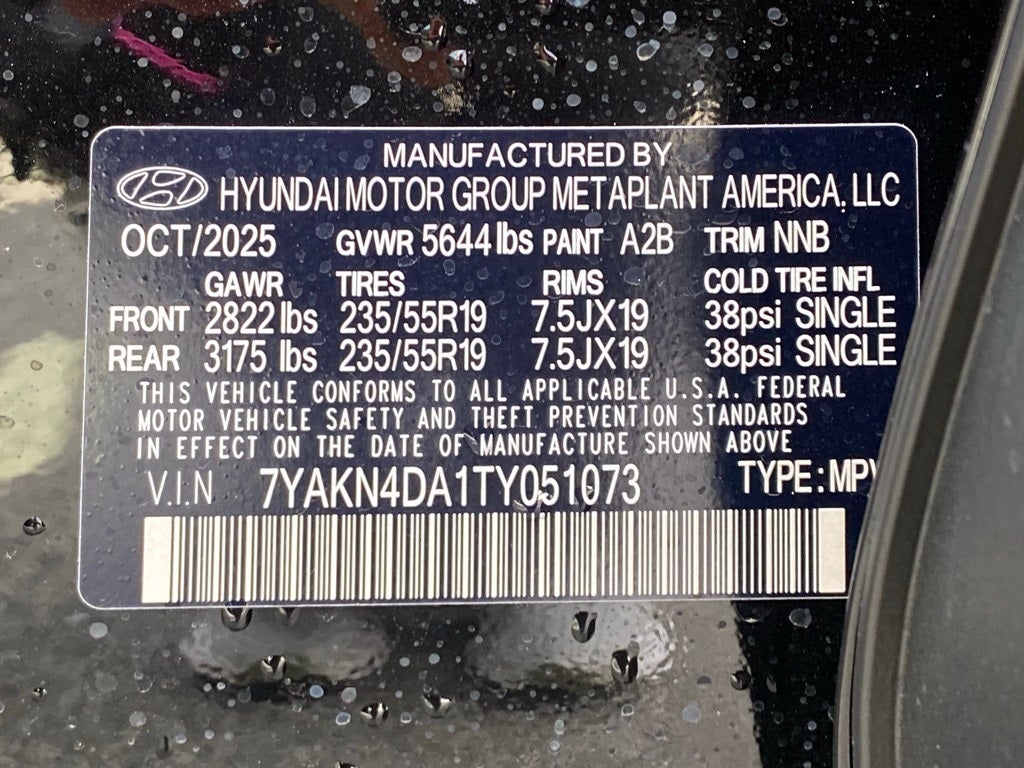 MANUFACTURED BY
HYUNDAI MOTOR GROUP METAPLANT AMERICA, LLC
OCT/2025 GVWR 5644 lbs PAINT A2B TRIM NNB
GAWR TIRES RIMS COLD TIRE INFL
FRONT 2822 lbs 235/55R19 7.5JX19 38psi SINGLE
REAR 3175 lbs 235/55R19 7.5JX19 38psi SINGLE
THIS VEHICLE CONFORMS TO ALL APPLICABLE U.S.A. FEDERAL
MOTOR VEHICLE SAFETY AND THEFT PREVENTION STANDARDS
IN EFFECT ON THE DATE OF MANUFACTURE SHOWN ABOVE
V.I.N 7YAKN4DA1TY051073 TYPE: MPV